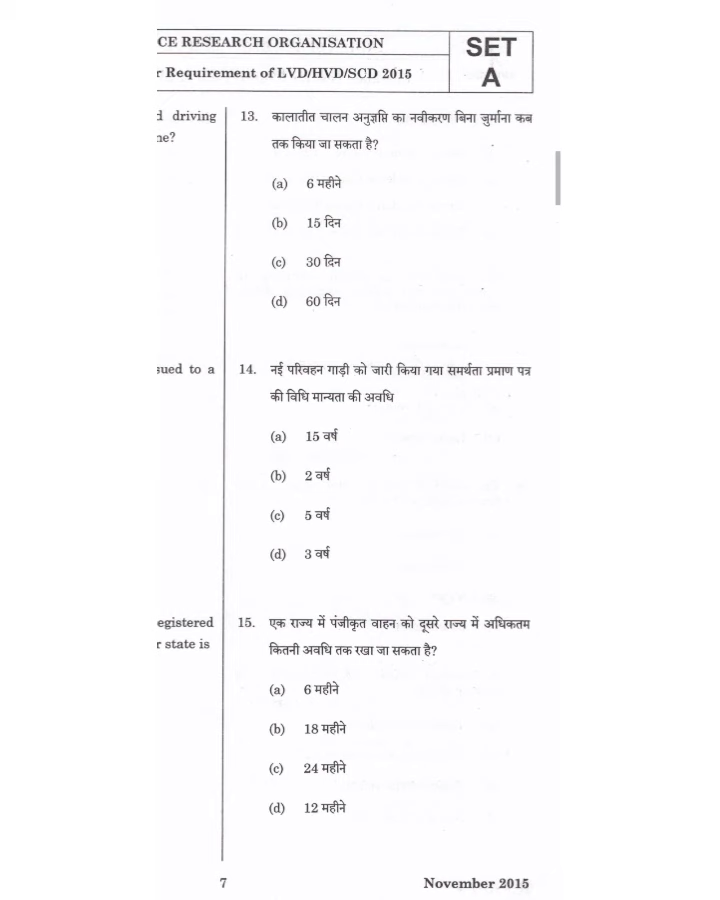 CE RESEARCH ORGANISATION
SET
A
r Requirement of LVD/HVD/SCD 2015
d driving
ne?
13. कालातीत चालन अनुज्ञप्ति का नवीकरण बिना जुर्माना कब
तक किया जा सकता है?
(a) 6 महीने
(b) 15 दिन
(c) 30 दिन
(d) 60 दिन
sued to a
14. नई परिवहन गाड़ी को जारी किया गया समर्थता प्रमाण पत्र
की विधि मान्यता की अवधि
(a) 15 वर्ष
(b) 2 वर्ष
(c) 5 वर्ष
(d) 3 वर्ष
egistered
r state is
15. एक राज्य में पंजीकृत वाहन को दूसरे राज्य में अधिकतम
कितनी अवधि तक रखा जा सकता है?
(a) 6 महीने
(b) 18 महीने
(c) 24 महीने
(d) 12 महीने
7
November 2015